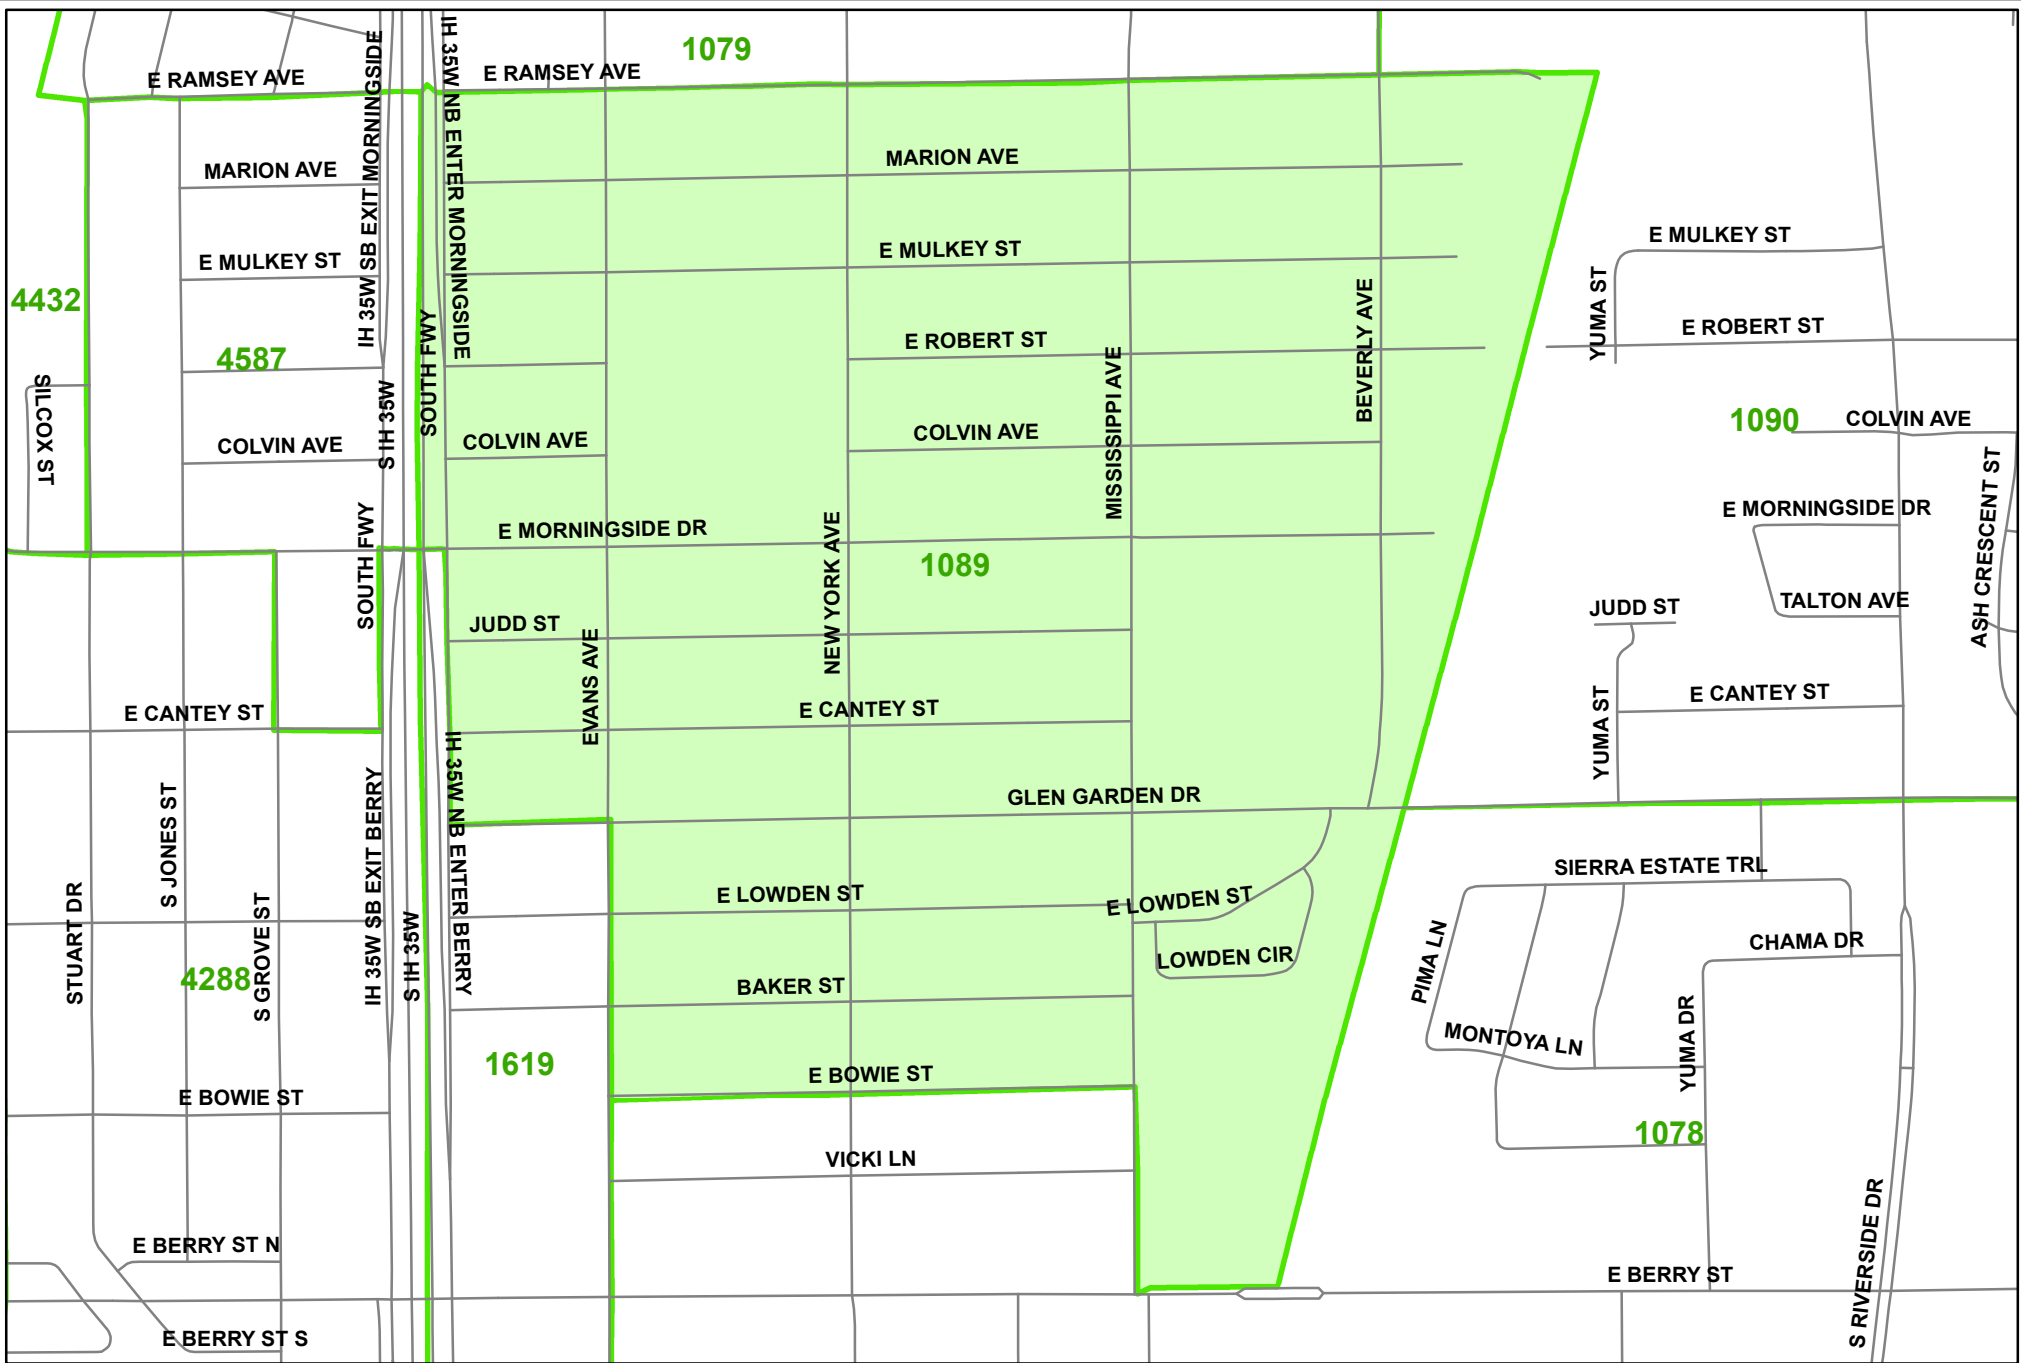 1079
E RAMSEY AVE
E RAMSEY AVE
IH 35W SB EXIT MORNINGSIDE
IH 35W NB ENTER MORNINGSIDE
MARION AVE
MARION AVE
E MULKEY ST
E MULKEY ST
E MULKEY ST
4432
4587
SOUTH FWY
E ROBERT ST
BEVERLY AVE
YUMA ST
E ROBERT ST
SILCOX ST
COLVIN AVE
S IH 35W
COLVIN AVE
COLVIN AVE
MISSISSIPPI AVE
1090
COLVIN AVE
ASH CRESCENT ST
SOUTH FWY
E MORNINGSIDE DR
NEW YORK AVE
1089
E MORNINGSIDE DR
JUDD ST
EVANS AVE
JUDD ST
TALTON AVE
E CANTEY ST
E CANTEY ST
YUMA ST
E CANTEY ST
S JONES ST
IH 35W SB EXIT BERRY
IH 35W NB ENTER BERRY
GLEN GARDEN DR
STUART DR
S GROVE ST
S IH 35W
E LOWDEN ST
E LOWDEN ST
SIERRA ESTATE TRL
4288
LOWDEN CIR
PIMA LN
CHAMA DR
BAKER ST
MONTOYA LN
YUMA DR
1619
E BOWIE ST
E BOWIE ST
1078
VICKI LN
S RIVERSIDE DR
E BERRY ST N
E BERRY ST
E BERRY ST S